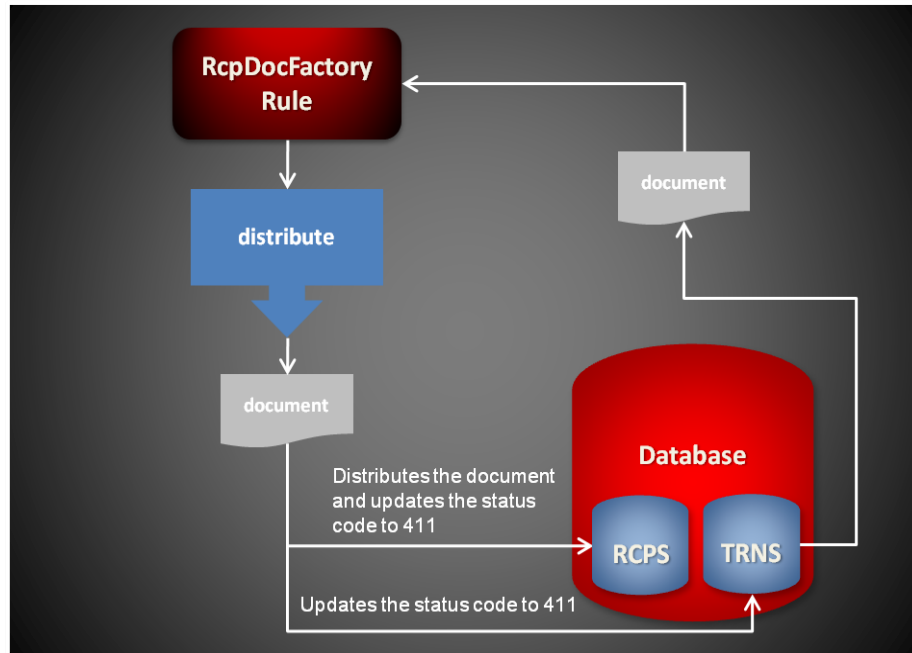 RcpDocFactory
Rule
document
distribute
document
Distributes the document
and updates the status
code to 411
Database
RCPS
TRNS
Updates the status code to 411